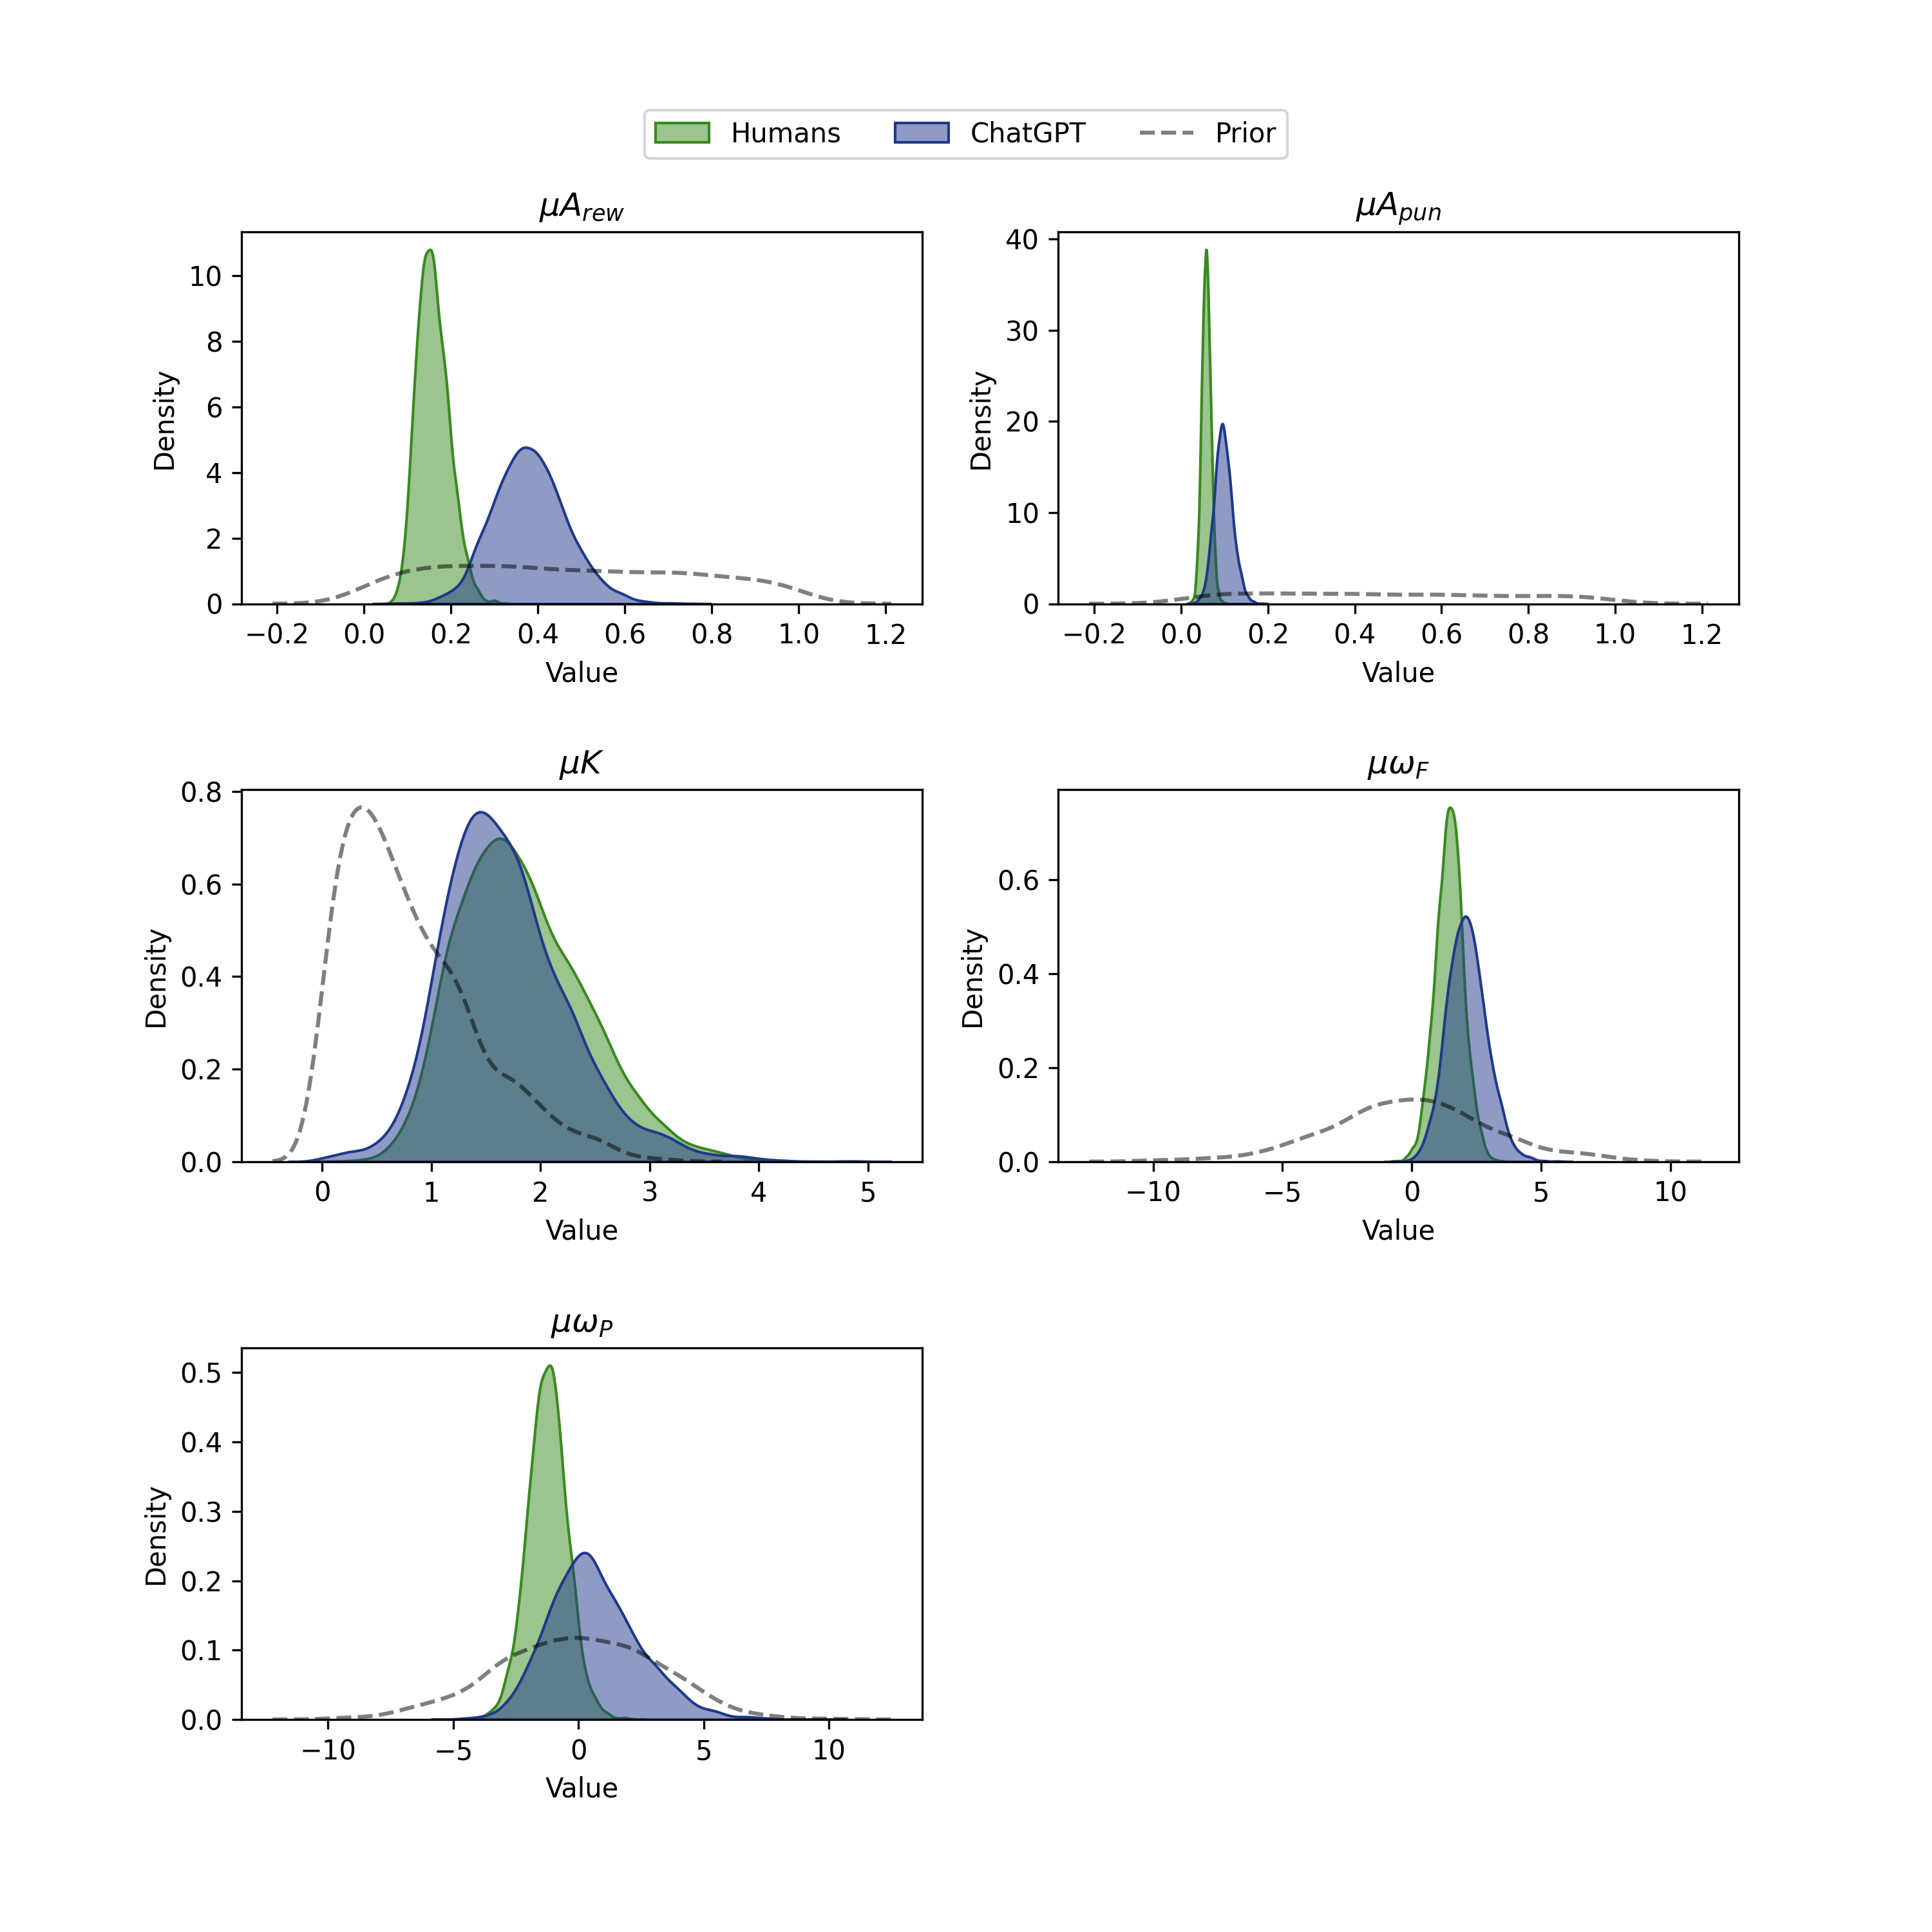 Humans ChatGPT Prior
μA_rew
Density
10
8
6
4
2
0
−0.2 0.0 0.2 0.4 0.6 0.8 1.0 1.2
Value
μA_pun
Density
40
30
20
10
0
−0.2 0.0 0.2 0.4 0.6 0.8 1.0 1.2
Value
μK
Density
0.8
0.6
0.4
0.2
0.0
0 1 2 3 4 5
Value
μω_F
Density
0.6
0.4
0.2
0.0
−10 −5 0 5 10
Value
μω_P
Density
0.5
0.4
0.3
0.2
0.1
0.0
−10 −5 0 5 10
Value